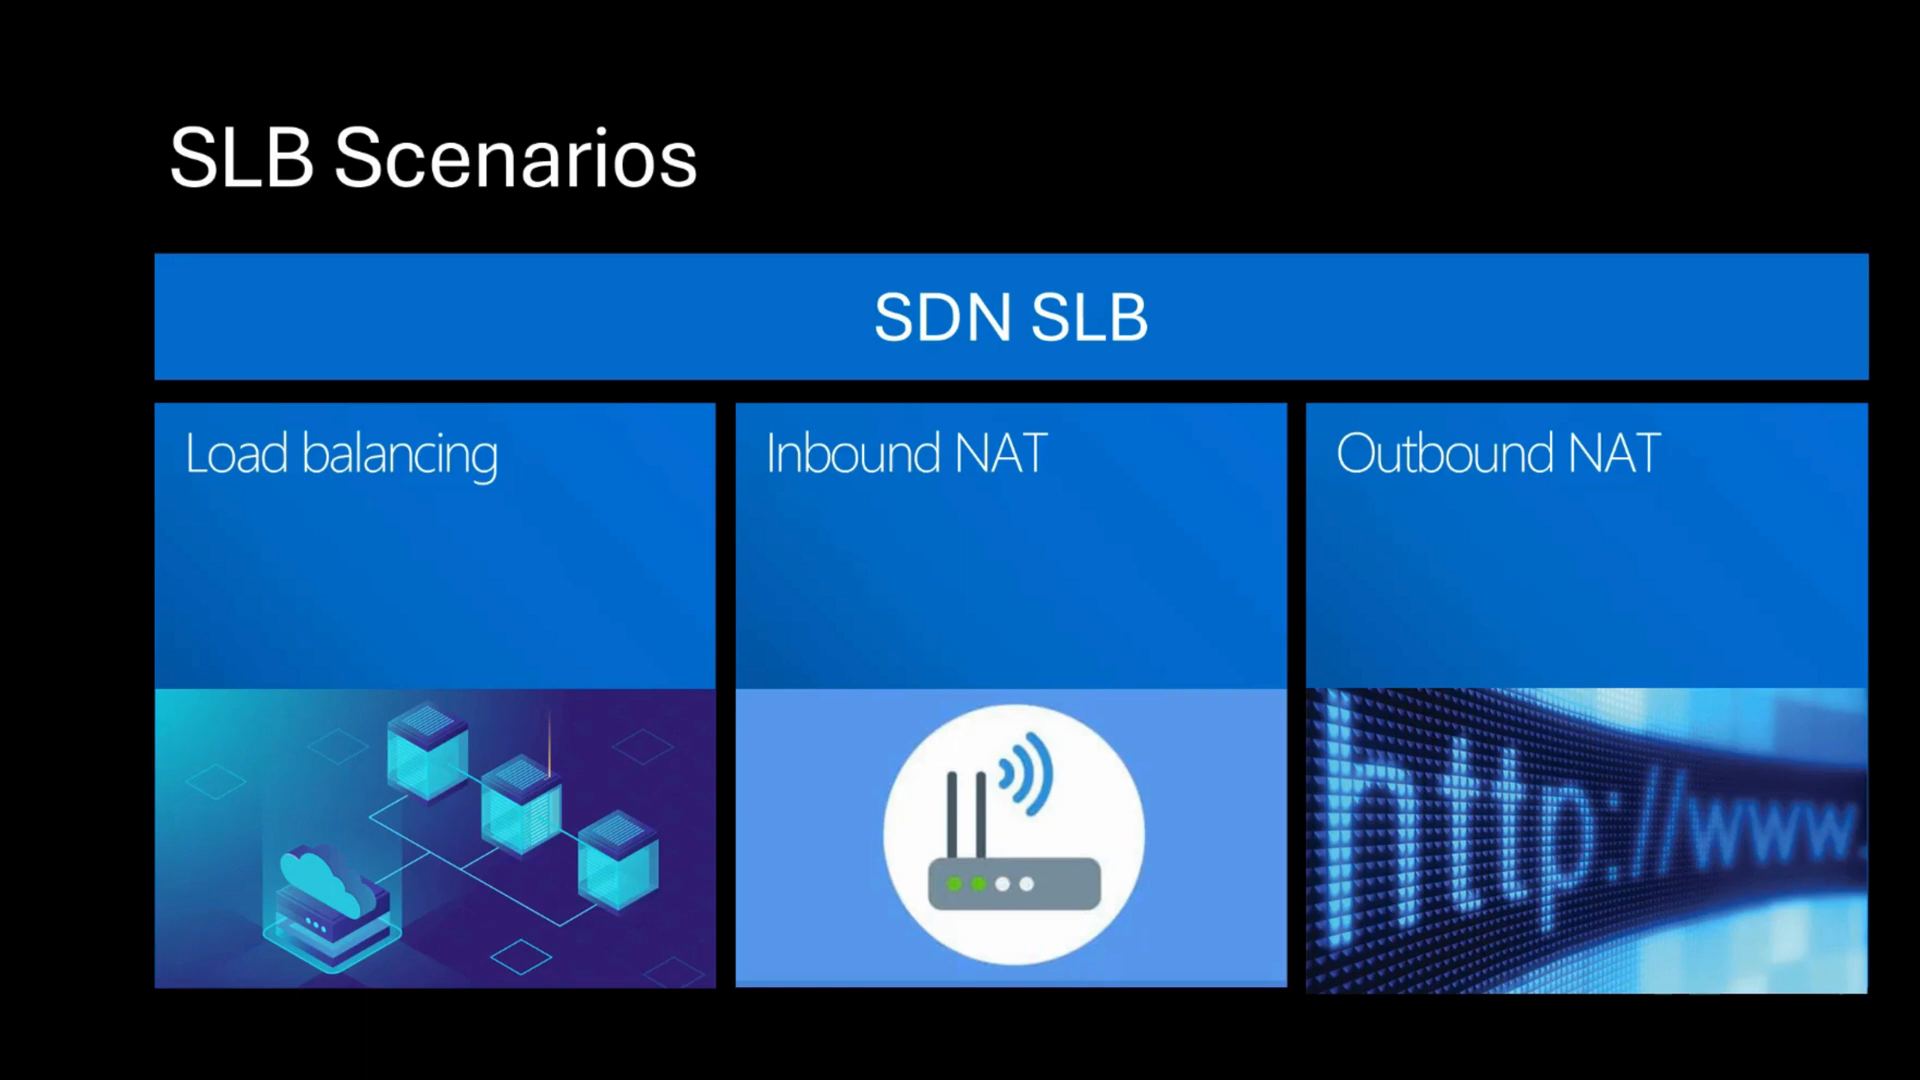 SLB Scenarios
SDN SLB
Load balancing
Inbound NAT
Outbound NAT
http://www.